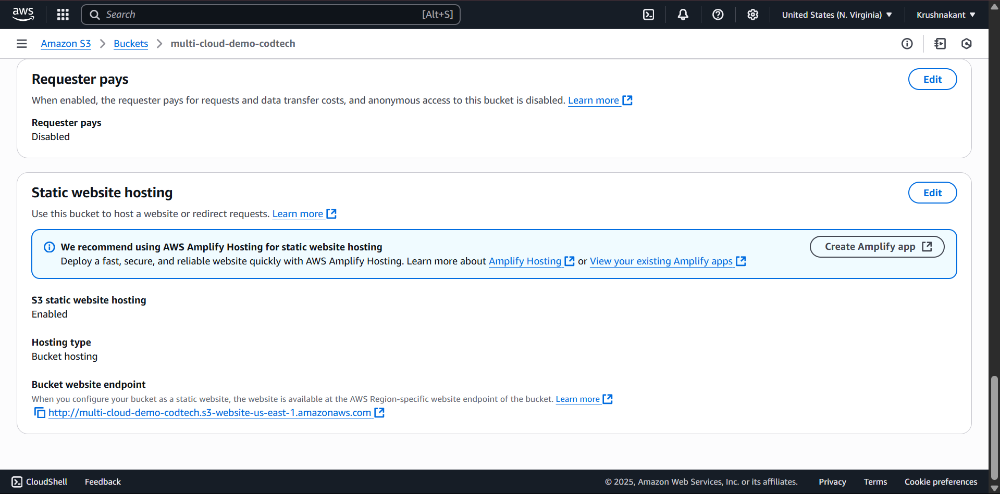 aws
Search [Alt+S]
United States (N. Virginia)
Krushnakant
Amazon S3
Buckets
multi-cloud-demo-codtech
Requester pays
Edit
When enabled, the requester pays for requests and data transfer costs, and anonymous access to this bucket is disabled. Learn more
Requester pays
Disabled
Static website hosting
Edit
Use this bucket to host a website or redirect requests. Learn more
We recommend using AWS Amplify Hosting for static website hosting
Create Amplify app
Deploy a fast, secure, and reliable website quickly with AWS Amplify Hosting. Learn more about Amplify Hosting or View your existing Amplify apps
S3 static website hosting
Enabled
Hosting type
Bucket hosting
Bucket website endpoint
When you configure your bucket as a static website, the website is available at the AWS Region-specific website endpoint of the bucket. Learn more
http://multi-cloud-demo-codtech.s3-website-us-east-1.amazonaws.com
CloudShell
Feedback
© 2025, Amazon Web Services, Inc. or its affiliates.
Privacy
Terms
Cookie preferences